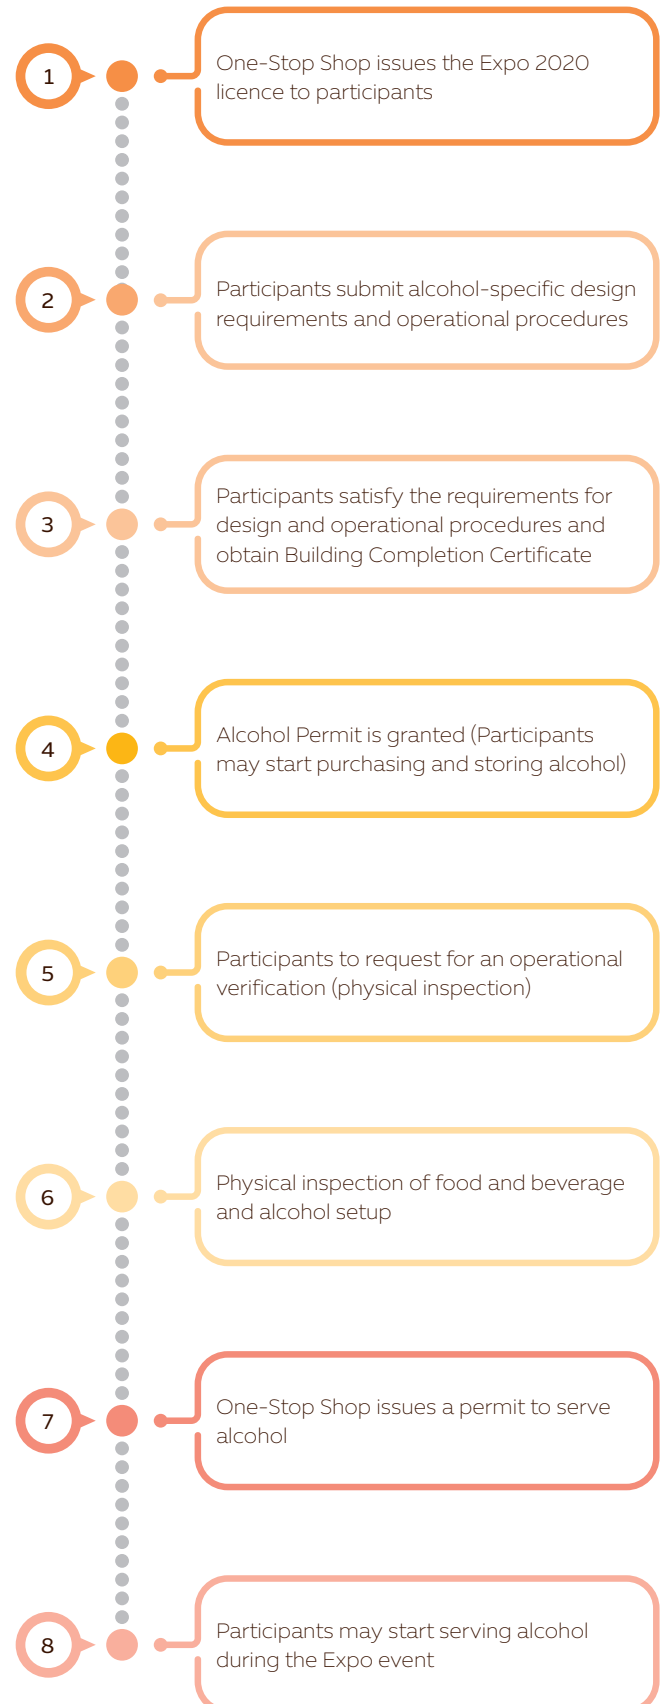 1
One-Stop Shop issues the Expo 2020
licence to participants
2
Participants submit alcohol-specific design
requirements and operational procedures
3
Participants satisfy the requirements for
design and operational procedures and
obtain Building Completion Certificate
4
Alcohol Permit is granted (Participants
may start purchasing and storing alcohol)
5
Participants to request for an operational
verification (physical inspection)
6
Physical inspection of food and beverage
and alcohol setup
7
One-Stop Shop issues a permit to serve
alcohol
8
Participants may start serving alcohol
during the Expo event